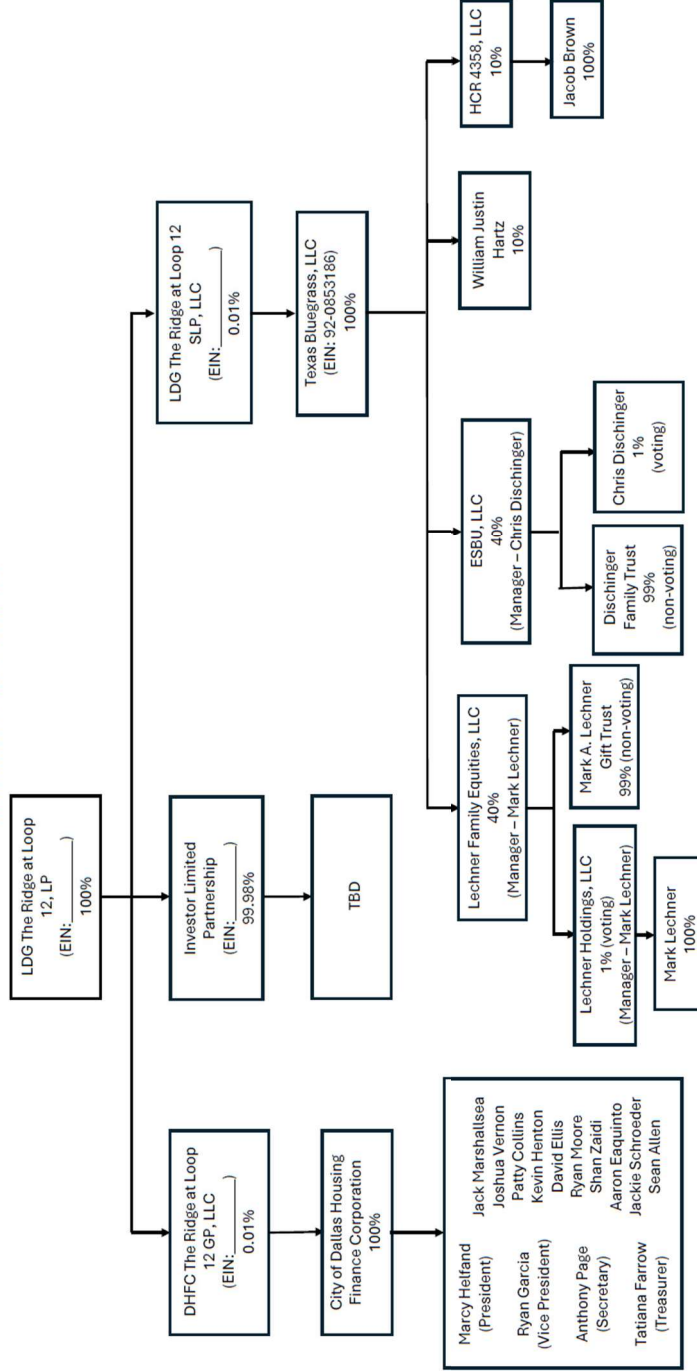 LDG The Ridge at Loop
12, LP
(EIN:________)
100%
DHFC The Ridge at Loop
12 GP, LLC
(EIN:________)
0.01%
Investor Limited
Partnership
(EIN:________)
99.98%
LDG The Ridge at Loop 12
SLP, LLC
(EIN:________)
0.01%
City of Dallas Housing
Finance Corporation
100%
TBD
Texas Bluegrass, LLC
(EIN: 92-0853186)
100%
Marcy Helfand
(President)
Ryan Garcia
(Vice President)
Anthony Page
(Secretary)
Tatiana Farrow
(Treasurer)
Jack Marshallsea
Joshua Vernon
Patty Collins
Kevin Henton
David Ellis
Ryan Moore
Shan Zaidi
Aaron Eaquinto
Jackie Schroeder
Sean Allen
Lechner Family Equities, LLC
40%
(Manager – Mark Lechner)
ESBU, LLC
40%
(Manager – Chris Dischinger)
William Justin
Hartz
10%
HCR 4358, LLC
10%
Lechner Holdings, LLC
1% (voting)
(Manager – Mark Lechner)
Mark A. Lechner
Gift Trust
99% (non-voting)
Dischinger
Family Trust
99%
(non-voting)
Chris Dischinger
1%
(voting)
Jacob Brown
100%
Mark Lechner
100%